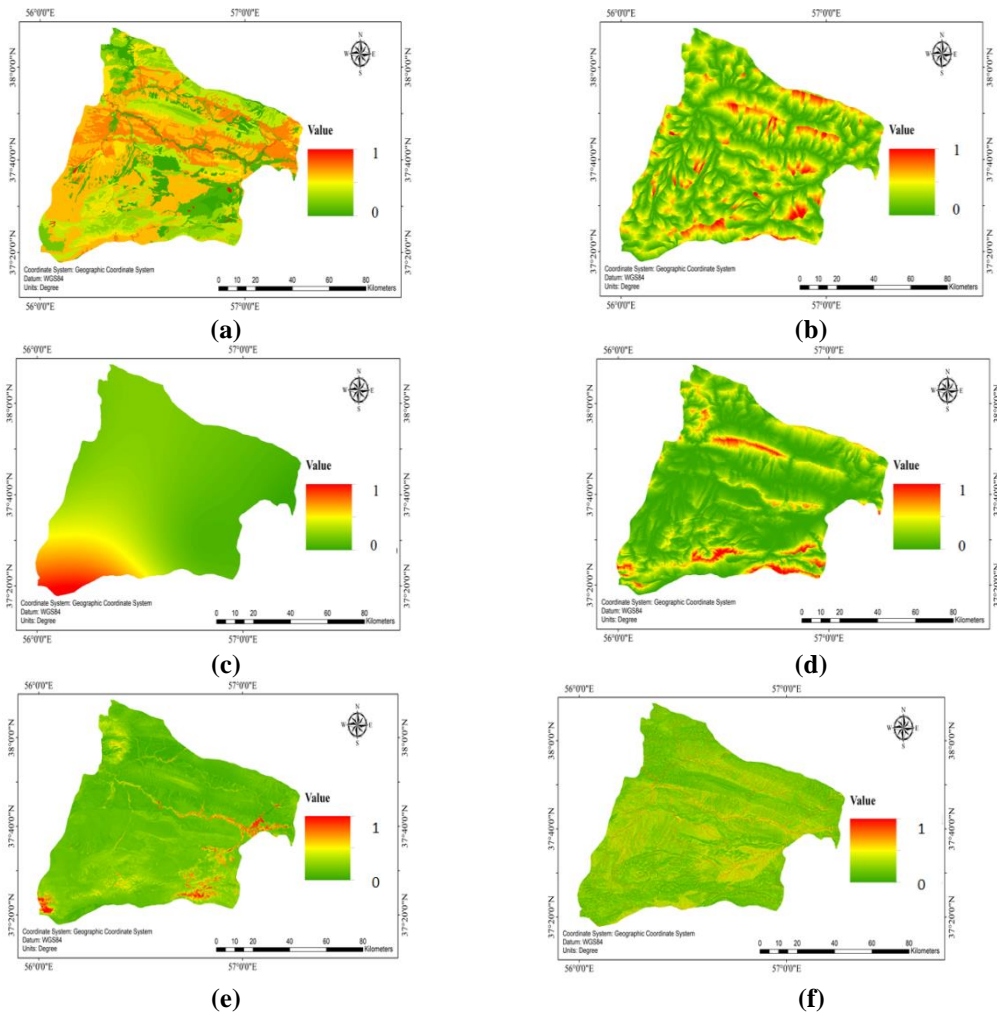 56°0'0"E 57°0'0"E
N
W E
S
38°0'0"N
37°40'0"N
37°20'0"N
Value
1
0
Coordinate System: Geographic Coordinate System
Datum: WGS84
Units: Degree
0 10 20 40 60 80
Kilometers
56°0'0"E 57°0'0"E
(a)
56°0'0"E 57°0'0"E
N
W E
S
38°0'0"N
37°40'0"N
37°20'0"N
Value
1
0
Coordinate System: Geographic Coordinate System
Datum: WGS84
Units: Degree
0 10 20 40 60 80
Kilometers
56°0'0"E 57°0'0"E
(b)
56°0'0"E 57°0'0"E
N
W E
S
38°0'0"N
37°40'0"N
37°20'0"N
Value
1
0
Coordinate System: Geographic Coordinate System
Datum: WGS84
Units: Degree
0 10 20 40 60 80
Kilometers
56°0'0"E 57°0'0"E
(c)
56°0'0"E 57°0'0"E
N
W E
S
38°0'0"N
37°40'0"N
37°20'0"N
Value
1
0
Coordinate System: Geographic Coordinate System
Datum: WGS84
Units: Degree
0 10 20 40 60 80
Kilometers
56°0'0"E 57°0'0"E
(d)
56°0'0"E 57°0'0"E
N
W E
S
38°0'0"N
37°40'0"N
37°20'0"N
Value
1
0
Coordinate System: Geographic Coordinate System
Datum: WGS84
Units: Degree
0 10 20 40 60 80
Kilometers
56°0'0"E 57°0'0"E
(e)
56°0'0"E 57°0'0"E
N
W E
S
38°0'0"N
37°40'0"N
37°20'0"N
Value
1
0
Coordinate System: Geographic Coordinate System
Datum: WGS84
Units: Degree
0 10 20 40 60 80
Kilometers
56°0'0"E 57°0'0"E
(f)